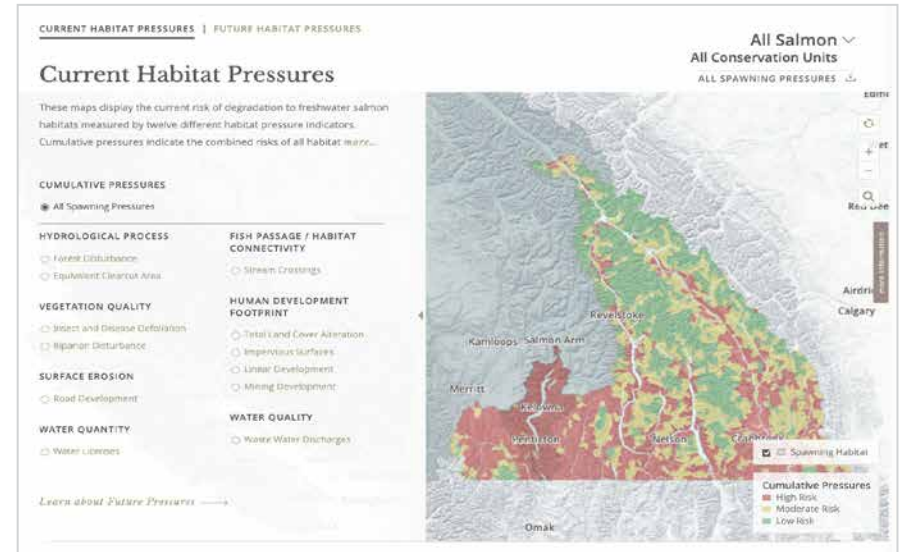 CURRENT HABITAT PRESSURES | FUTURE HABITAT PRESSURES
All Salmon
All Conservation Units
ALL SPAWNING PRESSURES
Current Habitat Pressures
These maps display the current risk of degradation to freshwater salmon
habitats measured by twelve different habitat pressure indicators.
Cumulative pressures indicate the combined risks of all habitat more...
CUMULATIVE PRESSURES
All Spawning Pressures
HYDROLOGICAL PROCESS
Forest Disturbance
Equivalent Clearcut Area
VEGETATION QUALITY
Insect and Disease Defoliation
Riparian Disturbance
SURFACE EROSION
Road Development
WATER QUANTITY
Water Licenses
FISH PASSAGE / HABITAT
CONNECTIVITY
Stream Crossings
HUMAN DEVELOPMENT
FOOTPRINT
Total Land Cover Alteration
Impervious Surfaces
Linear Development
Mining Development
WATER QUALITY
Waste Water Discharges
Learn about Future Pressures
more information
Airdrie
Calgary
Revelstoke
Kamloops
Salmon Arm
Merritt
Kelowna
Penticton
Nelson
Cranbrook
Omak
Spawning Habitat
Cumulative Pressures
High Risk
Moderate Risk
Low Risk